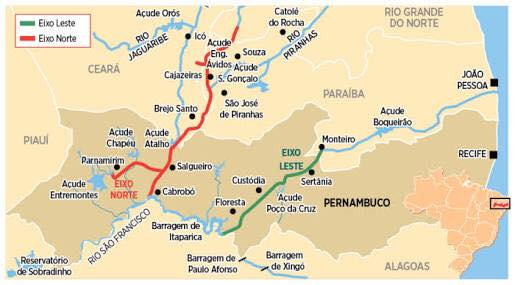 Eixo Leste
Eixo Norte
Açude Orós
RIO
JAGUARIBE
Icó
CEARÁ
Catolé
do Rocha
RIO GRANDE
DO NORTE
Açude
Eng.
Ávidos
Souza
Açude
S. Gonçalo
RIO
PIRANHAS
Cajazeiras
São José
de Piranhas
Brejo Santo
PARAÍBA
JOÃO
PESSOA
Açude
Boqueirão
PIAUÍ
Açude
Chapéu
Açude
Atalho
Parnamirim
Salgueiro
Açude
Entremontes
EIXO
NORTE
Cabrobó
Monteiro
EIXO
LESTE
RECIFE
Custódia
Sertânia
Floresta
Açude
Poço da Cruz
PERNAMBUCO
RIO SÃO FRANCISCO
Barragem de
Itaparica
Reservatório
de Sobradinho
Barragem de
Paulo Afonso
Barragem
de Xingó
ALAGOAS